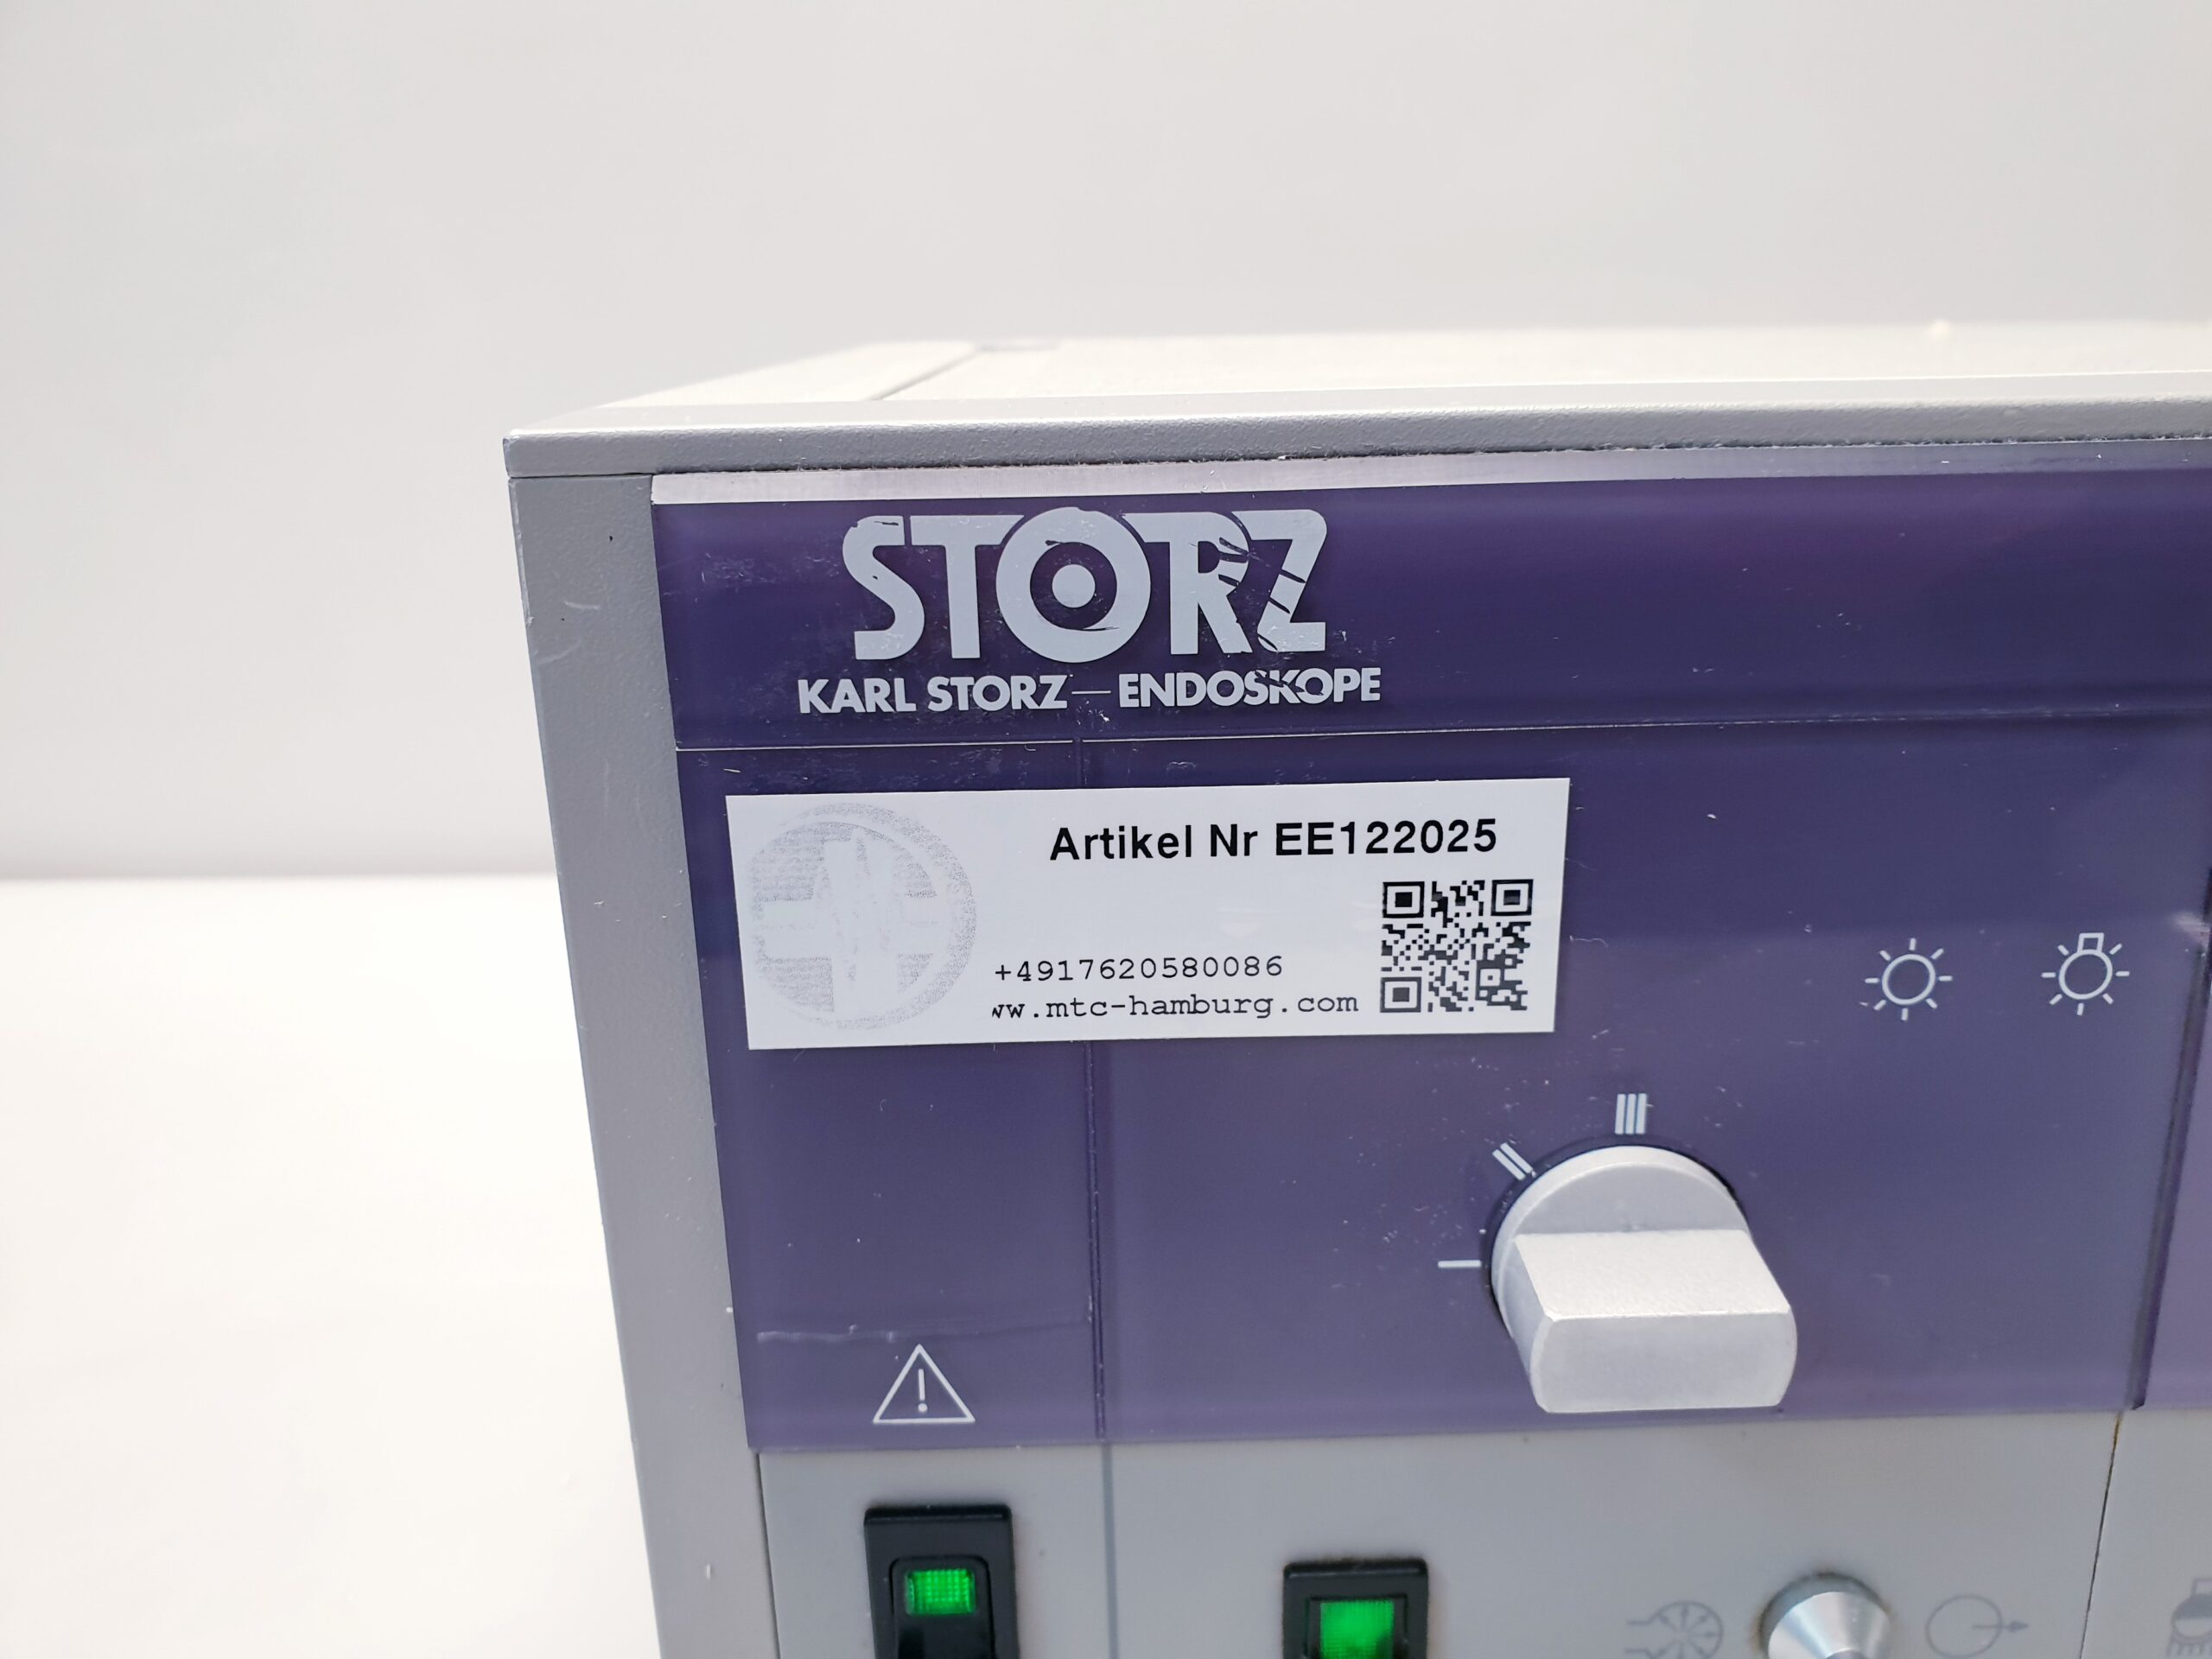 STORZ
KARL STORZ—ENDOSKOPE
Artikel Nr EE122025
+4917620580086
ww.mtc-hamburg.com